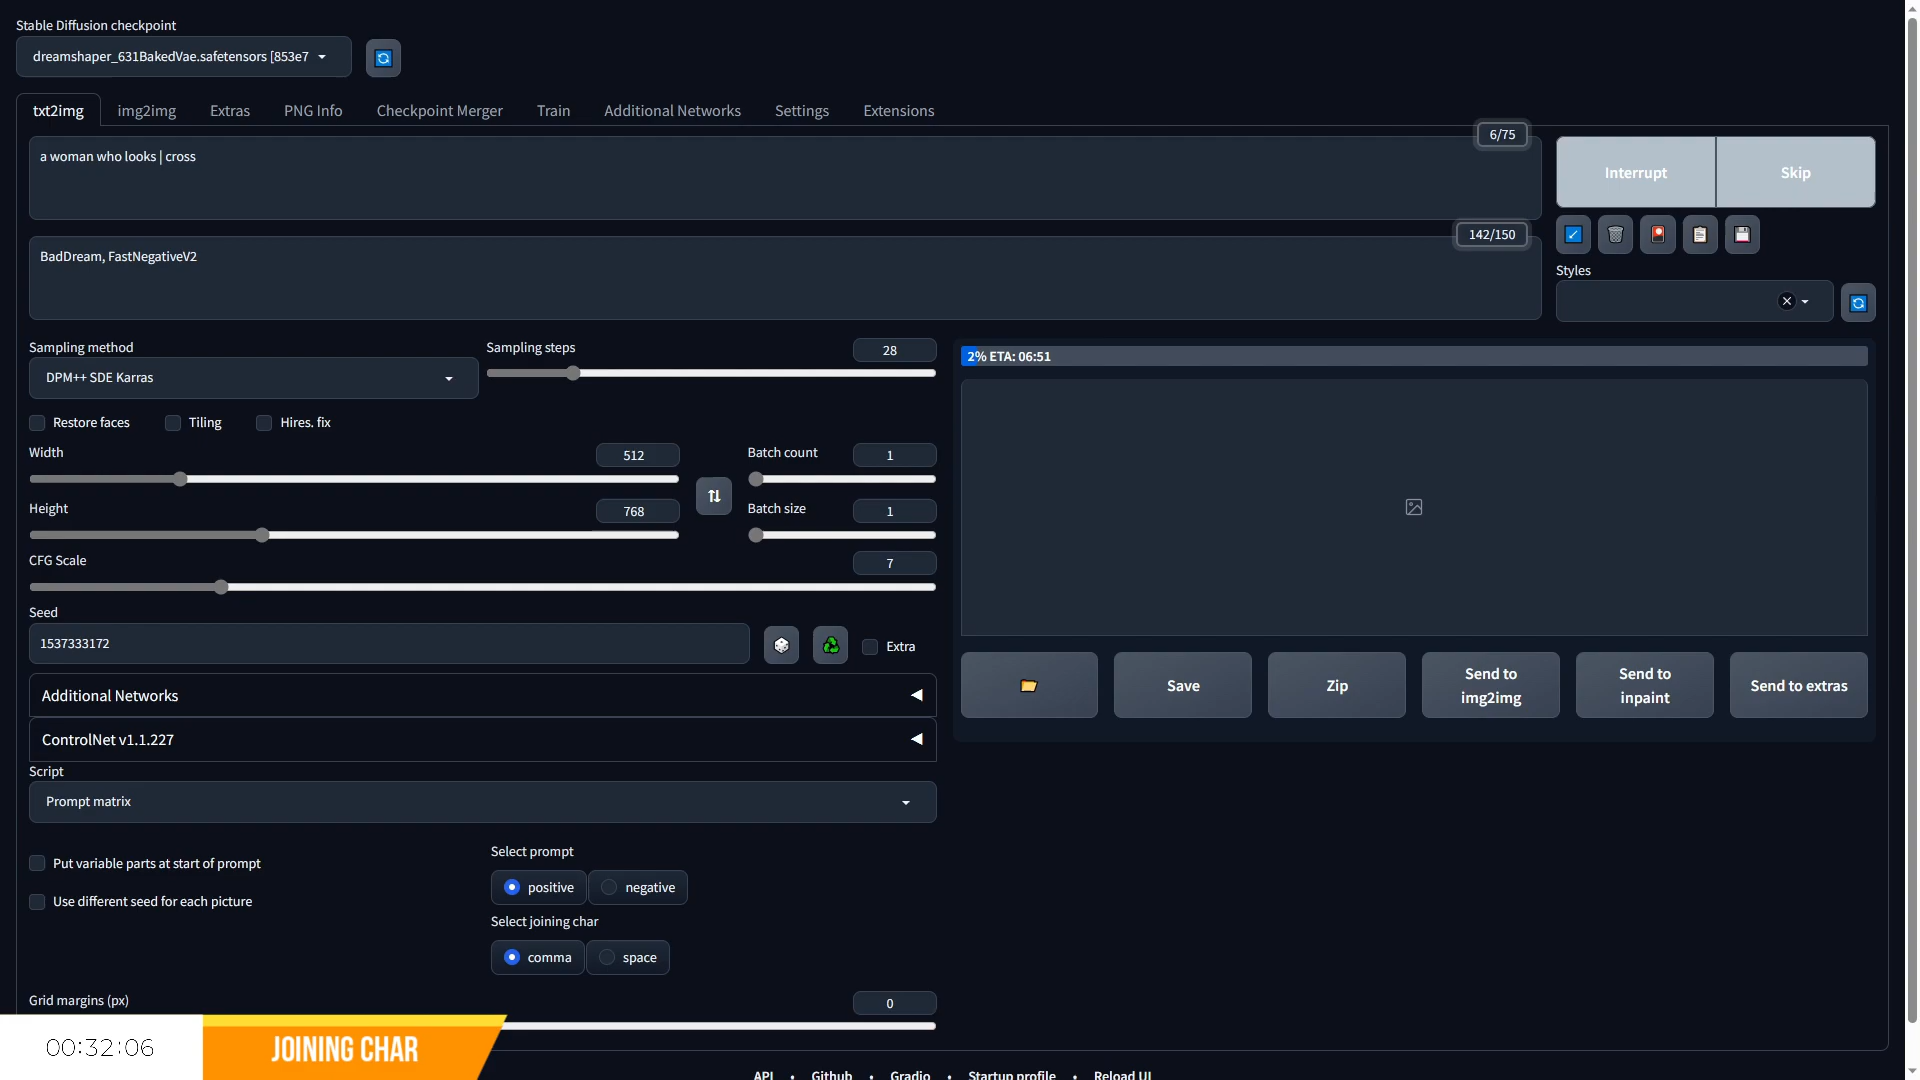 Stable Diffusion checkpoint
dreamshaper_631BakedVae.safetensors [853e7
txt2img img2img Extras PNG Info Checkpoint Merger Train Additional Networks Settings Extensions
6/75
a woman who looks | cross
Interrupt Skip
142/150
BadDream, FastNegativeV2
Styles
Sampling method
DPM++ SDE Karras
Sampling steps 28
2% ETA: 06:51
Restore faces Tiling Hires. fix
Width 512
Batch count 1
Height 768
Batch size 1
CFG Scale 7
Seed
1537333172
Extra
Additional Networks
ControlNet v1.1.227
Save
Zip
Send to
img2img
Send to
inpaint
Send to extras
Script
Prompt matrix
Put variable parts at start of prompt
Use different seed for each picture
Select prompt
positive negative
Select joining char
comma space
Grid margins (px) 0
00:32:06
JOINING CHAR
API • Github • Gradio • Startup profile • Reload UI